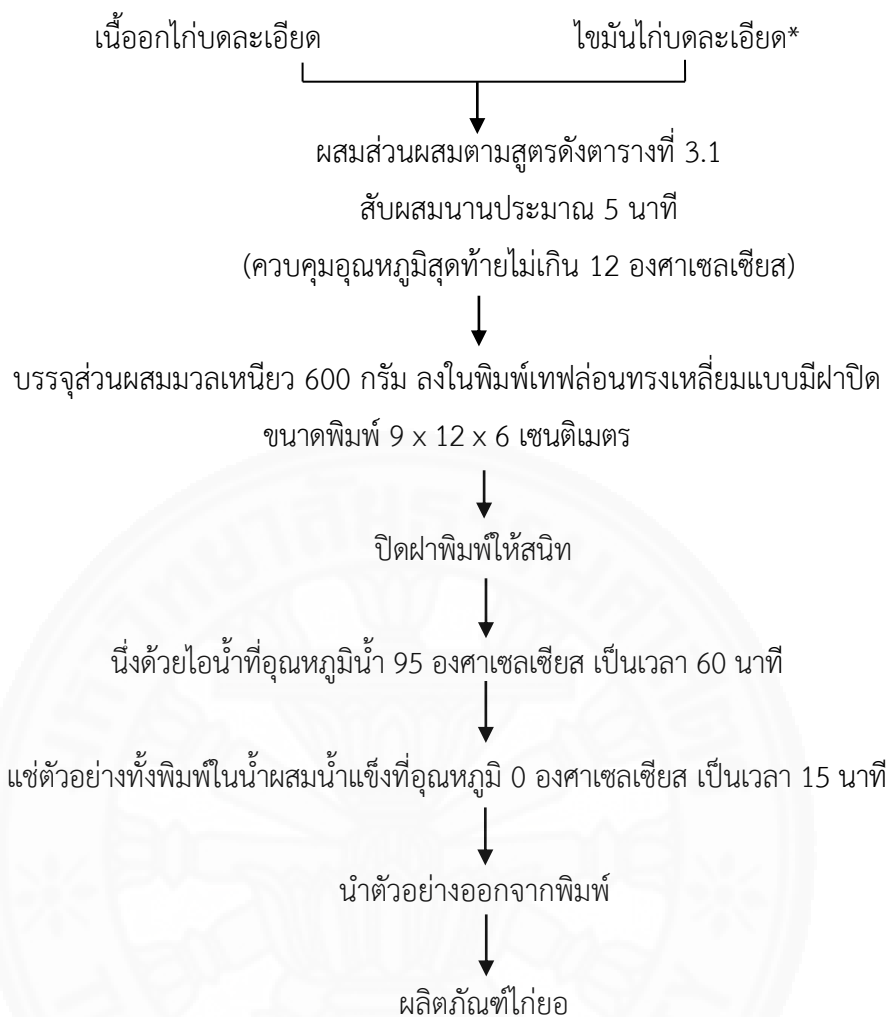 เนื้ออกไก่บดละเอียด
ไขมันไก่บดละเอียด*
ผสมส่วนผสมตามสูตรดังตารางที่ 3.1
สับผสมนานประมาณ 5 นาที
(ควบคุมอุณหภูมิสุดท้ายไม่เกิน 12 องศาเซลเซียส)
บรรจุส่วนผสมมวลเหนียว 600 กรัม ลงในพิมพ์เทฟล่อนทรงเหลี่ยมแบบมีฝาปิด
ขนาดพิมพ์ 9 x 12 x 6 เซนติเมตร
ปิดฝาพิมพ์ให้สนิท
นึ่งด้วยไอน้ำที่อุณหภูมิน้ำ 95 องศาเซลเซียส เป็นเวลา 60 นาที
แช่ตัวอย่างทั้งพิมพ์ในน้ำผสมน้ำแข็งที่อุณหภูมิ 0 องศาเซลเซียส เป็นเวลา 15 นาที
นำตัวอย่างออกจากพิมพ์
ผลิตภัณฑ์ไก่ยอ